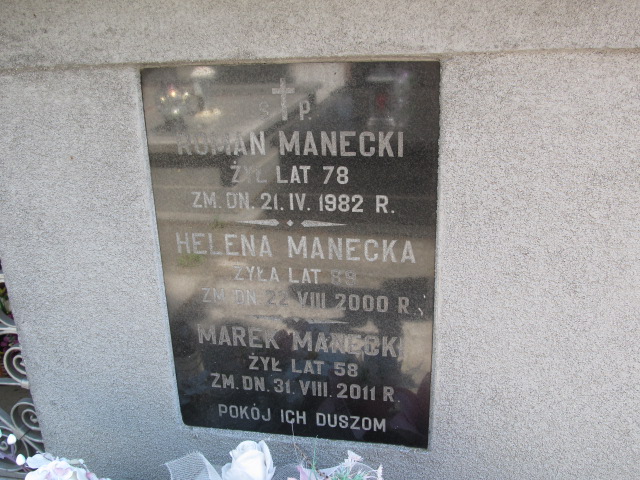 Ś P.
ROMAN MANECKI
ŻYŁ LAT 78
ZM. DN. 21. IV. 1982 R.
HELENA MANECKA
ŻYŁA LAT
ZM DN. 22 VIII 2000 R.
MAREK MANECKI
ŻYŁ LAT 58
ZM. DN. 31. VIII. 2011 R.
POKÓJ ICH DUSZOM